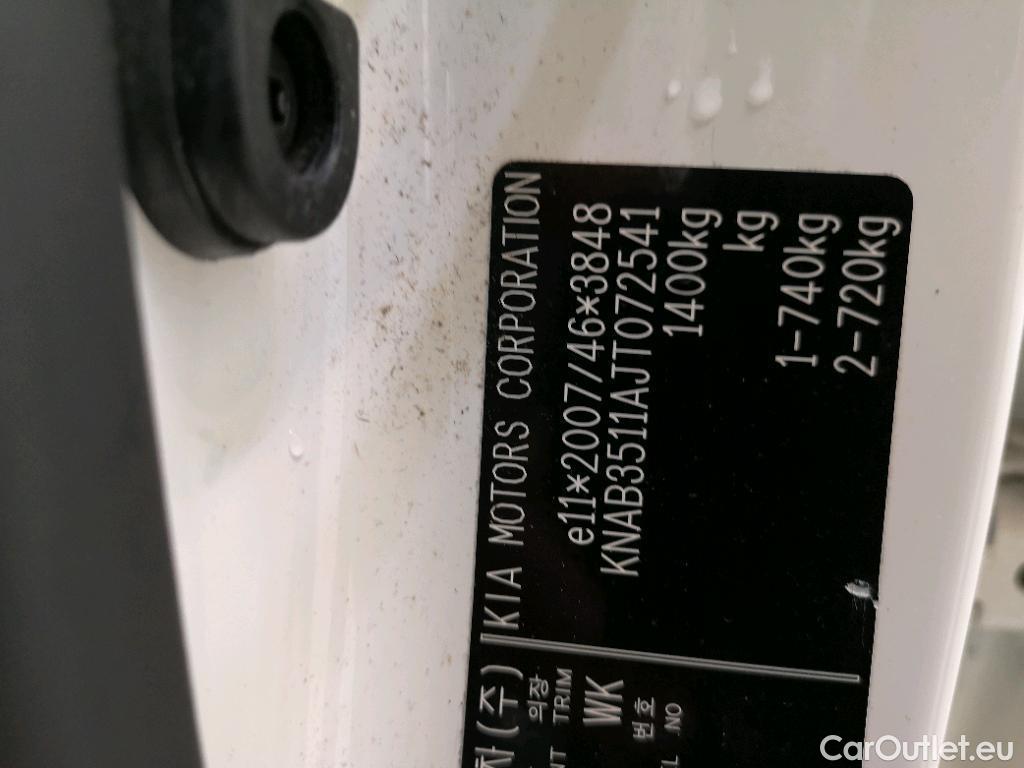 KIA MOTORS CORPORATION
e11*2007/46*3848
KNAB3511AJT072541
1400kg
kg
1-740kg
2-720kg
(주)
의장
TRIM
WK
번호
.NO
CarOutlet.eu